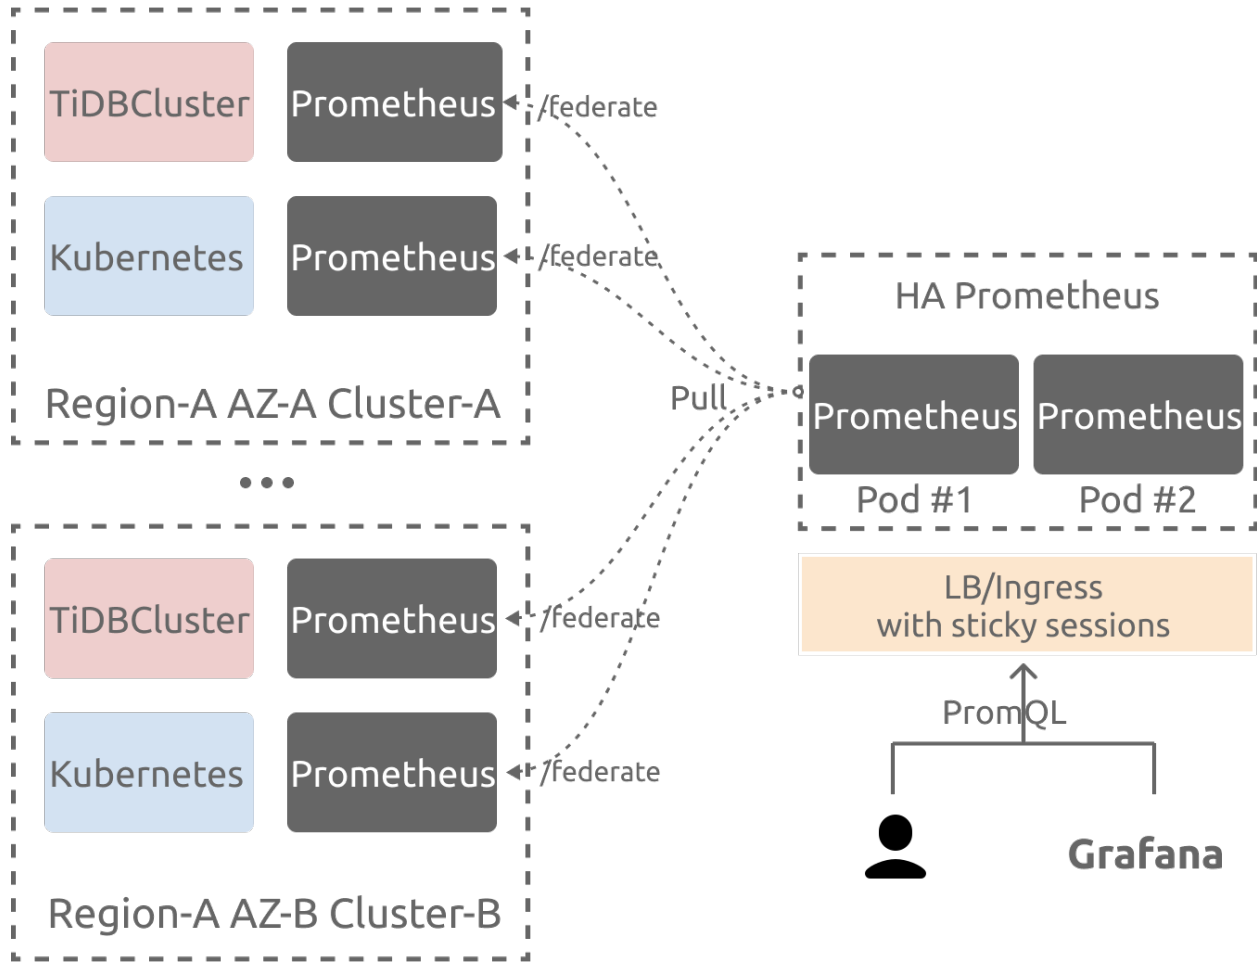 TiDBCluster
Prometheus
/federate
Kubernetes
Prometheus
/federate
Region-A AZ-A Cluster-A
•••
TiDBCluster
Prometheus
/federate
Kubernetes
Prometheus
/federate
Region-A AZ-B Cluster-B
Pull
HA Prometheus
Prometheus
Prometheus
Pod #1
Pod #2
LB/Ingress
with sticky sessions
PromQL
Grafana